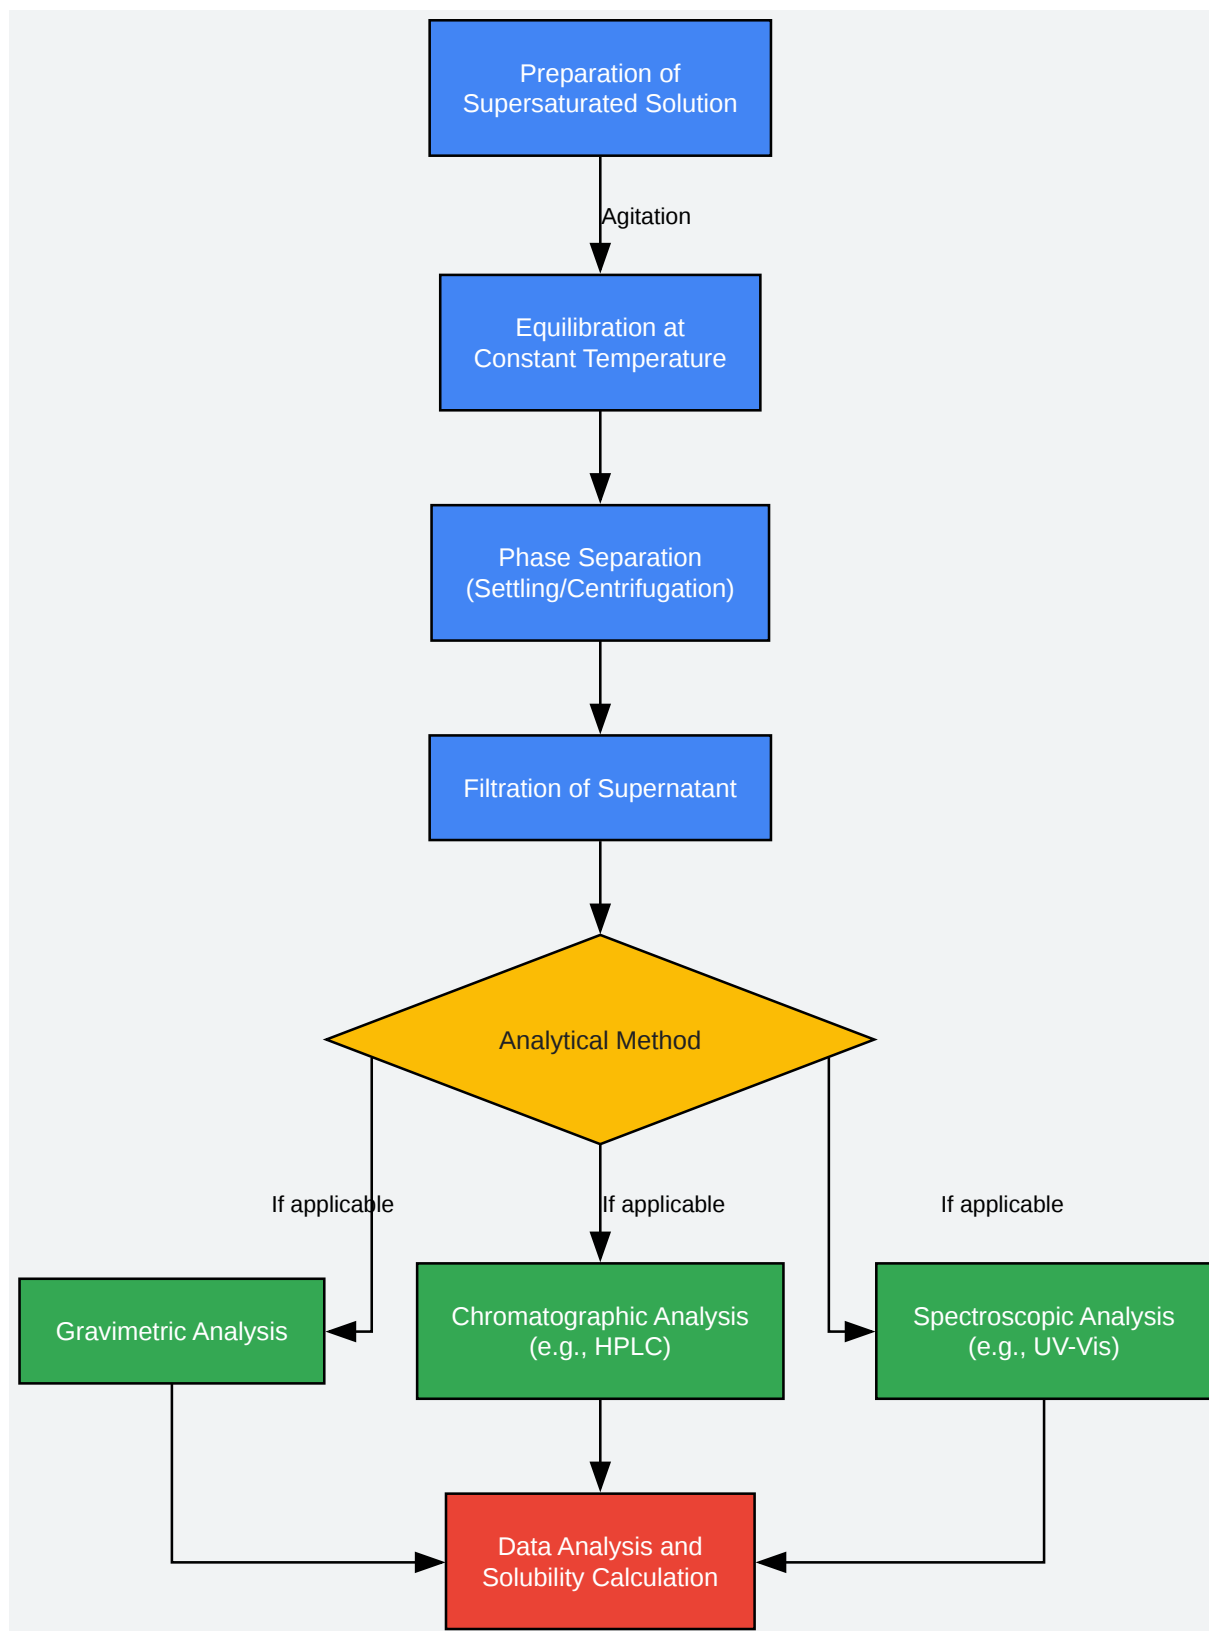 Preparation of
Supersaturated Solution
Agitation
Equilibration at
Constant Temperature
Phase Separation
(Settling/Centrifugation)
Filtration of Supernatant
Analytical Method
If applicable
If applicable
If applicable
Gravimetric Analysis
Chromatographic Analysis
(e.g., HPLC)
Spectroscopic Analysis
(e.g., UV-Vis)
Data Analysis and
Solubility Calculation